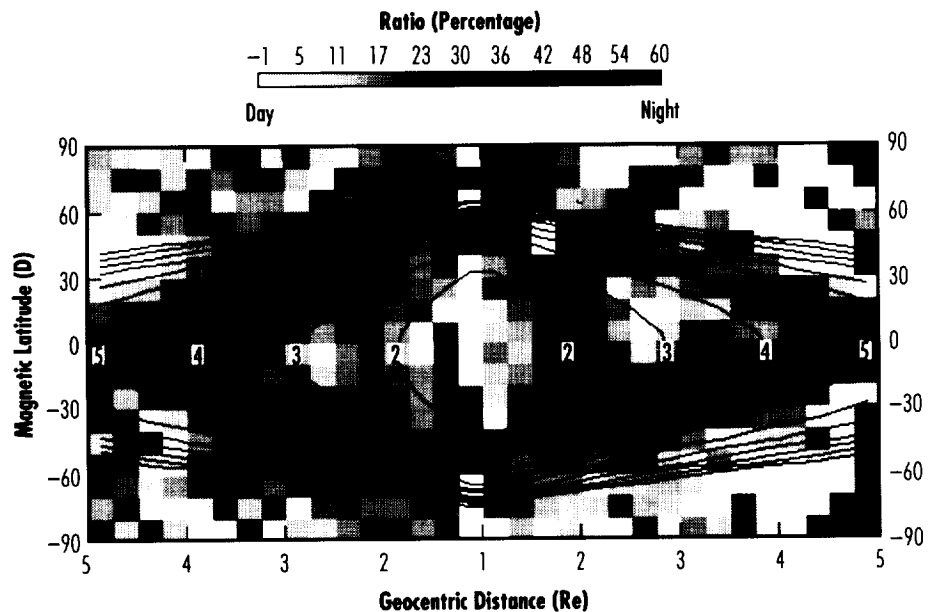 Ratio (Percentage)
−1 5 11 17 23 30 36 42 48 54 60
Day Night
90 90
60 60
30 30
0 5 4 3 2 2 3 4 5 0
−30 −30
−60 −60
−90 −90
5 4 3 2 1 2 3 4 5
Magnetic Latitude (D)
Geocentric Distance (Re)